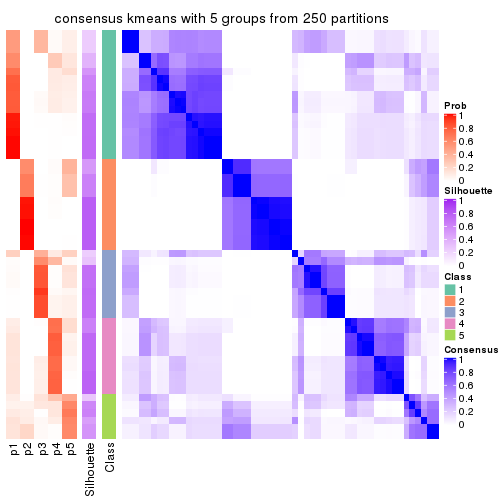 consensus kmeans with 5 groups from 250 partitions
Prob
1
0.8
0.6
0.4
0.2
0
Silhouette
1
0.8
0.6
0.4
0.2
0
Class
1
2
3
4
5
Consensus
1
0.8
0.6
0.4
0.2
0
p1
p2
p3
p4
p5
Silhouette
Class